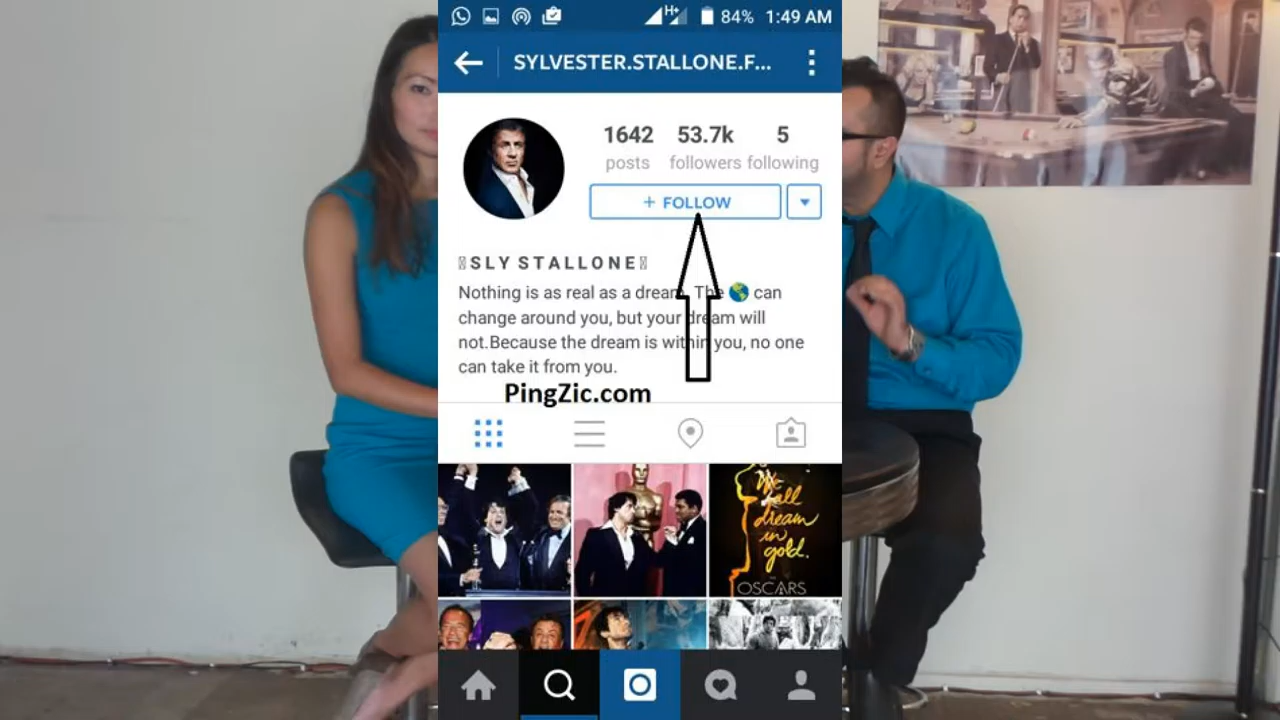 84% 1:49 AM
SYLVESTER.STALLONE.F...
1642 53.7k 5
posts followers following
+ FOLLOW
SLY STALLONE
Nothing is as real as a dream. The 🌎 can
change around you, but your dream will
not.Because the dream is within you, no one
can take it from you.
PingZic.com
We
all
dream
in
gold.
THE
OSCARS